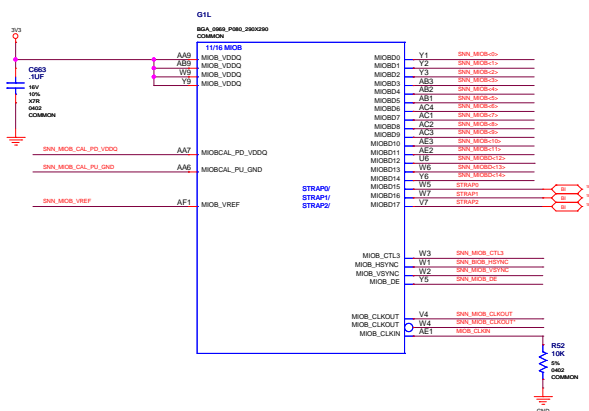 G1L
BGA_0969_P080_290X290
COMMON
3V3
11/16 MIOB
AA9 MIOB_VDDQ
AB9 MIOB_VDDQ
W9 MIOB_VDDQ
Y9 MIOB_VDDQ
C663
.1UF
16V
10%
X7R
0402
COMMON
SNN_MIOB_CAL_PD_VDDQ AA7 MIOBCAL_PD_VDDQ
SNN_MIOB_CAL_PU_GND AA6 MIOBCAL_PU_GND
SNN_MIOB_VREF AF1 MIOB_VREF
MIOBD0 Y1 SNN_MIOB<0>
MIOBD1 Y2 SNN_MIOB<1>
MIOBD2 Y3 SNN_MIOB<2>
MIOBD3 AB3 SNN_MIOB<3>
MIOBD4 AB2 SNN_MIOB<4>
MIOBD5 AB1 SNN_MIOB<5>
MIOBD6 AC4 SNN_MIOB<6>
MIOBD7 AC1 SNN_MIOB<7>
MIOBD8 AC2 SNN_MIOB<8>
MIOBD9 AC3 SNN_MIOB<9>
MIOBD10 AE3 SNN_MIOB<10>
MIOBD11 AE2 SNN_MIOB<11>
MIOBD12 U6 SNN_MIOBD<12>
MIOBD13 W6 SNN_MIOBD<13>
MIOBD14 Y6 SNN_MIOBD<14>
STRAP0/ MIOBD15 W5 STRAP0 BI
STRAP1/ MIOBD16 W7 STRAP1 BI
STRAP2/ MIOBD17 V7 STRAP2 BI
MIOB_CTL3 W3 SNN_MIOB_CTL3
MIOB_HSYNC W1 SNN_BIOB_HSYNC
MIOB_VSYNC W2 SNN_MIOB_VSYNC
MIOB_DE Y5 SNN_MIOB_DE
MIOB_CLKOUT V4 SNN_MIOB_CLKOUT
MIOB_CLKOUT W4 SNN_MIOB_CLKOUT*
MIOB_CLKIN AE1 MIOB_CLKIN
R52
10K
5%
0402
COMMON
GND